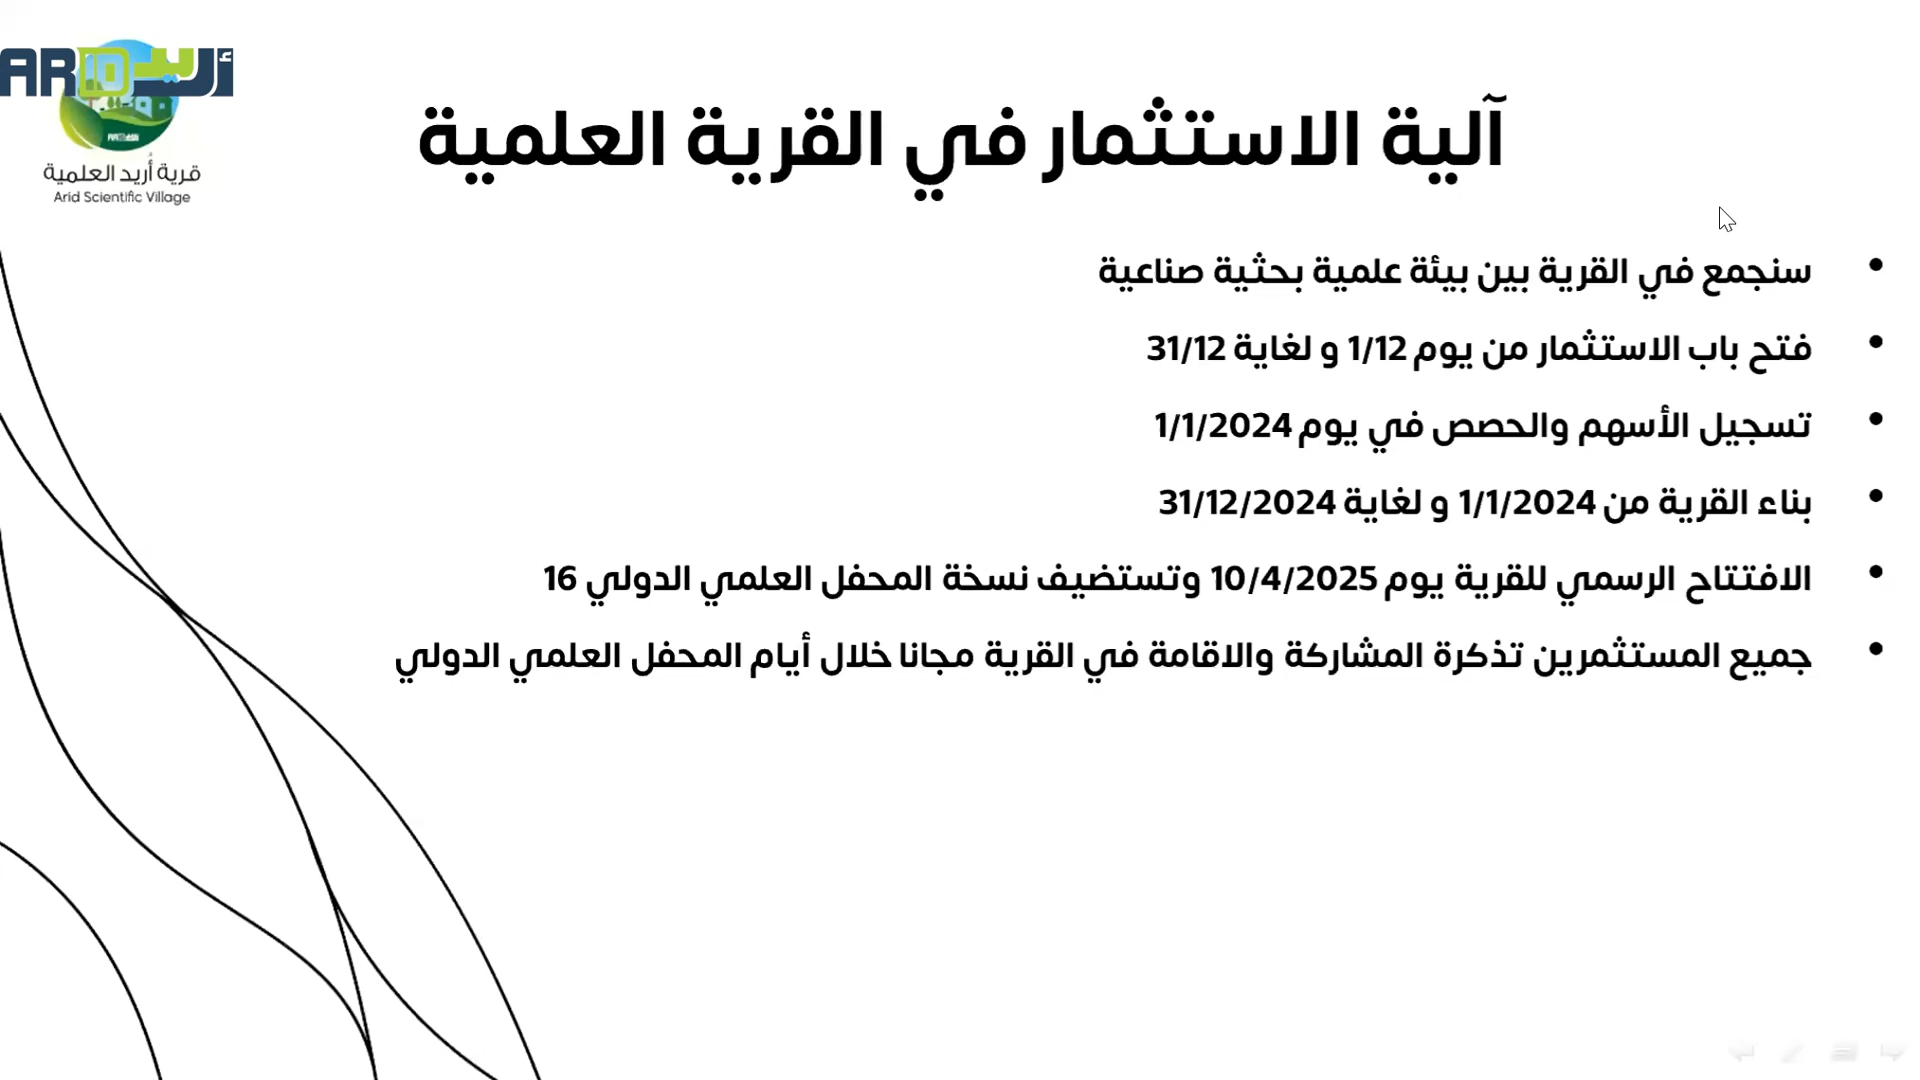 ARID أريد
قرية أريد العلمية
Arid Scientific Village
آلية الاستثمار في القرية العلمية
• سنجمع في القرية بين بيئة علمية بحثية صناعية
• فتح باب الاستثمار من يوم 1/12 و لغاية 31/12
• تسجيل الأسهم والحصص في يوم 1/1/2024
• بناء القرية من 1/1/2024 و لغاية 31/12/2024
• الافتتاح الرسمي للقرية يوم 10/4/2025 وتستضيف نسخة المحفل العلمي الدولي 16
• جميع المستثمرين تذكرة المشاركة والاقامة في القرية مجانا خلال أيام المحفل العلمي الدولي